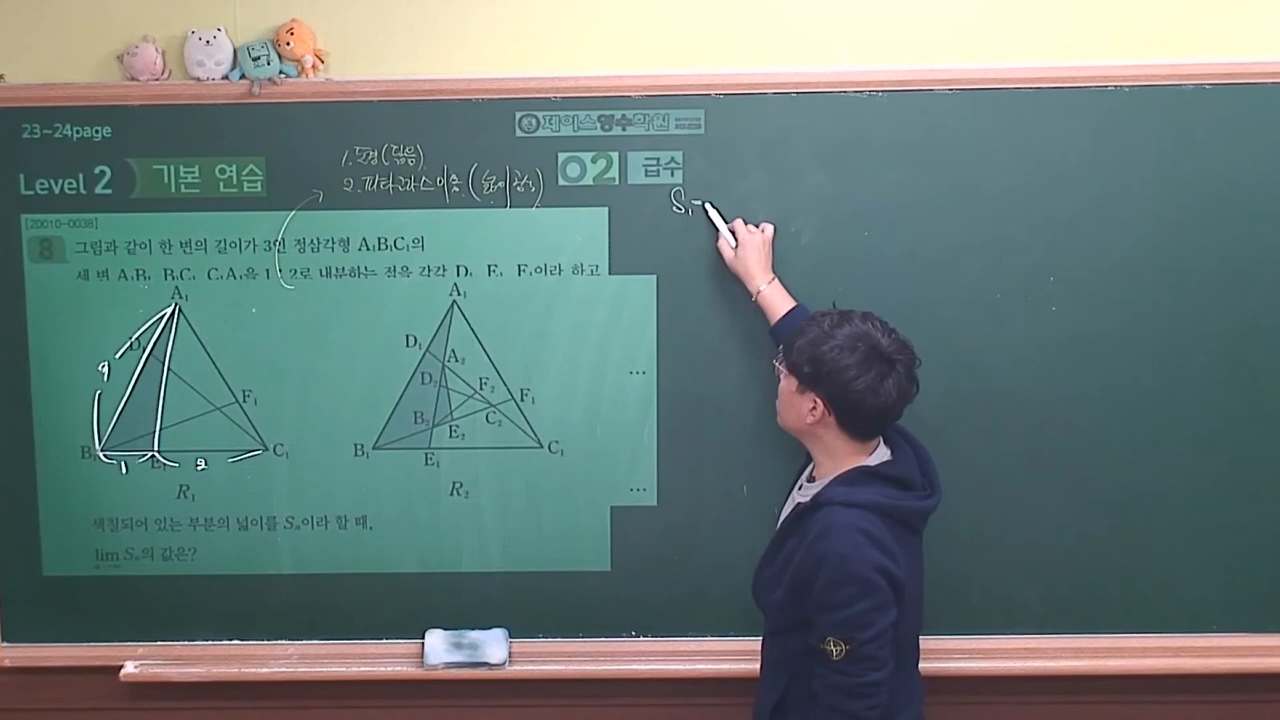 23~24page
제이스영수학원
Level 2 기본 연습
1. 도형(닮음)
2. 피타고라스 이용 (
02 급수
S₁=
[20010-0038]
8 그림과 같이 한 변의 길이가 3인 정삼각형 A₁B₁C₁의
세 변 A₁B₁, B₁C₁, C₁A₁을 1 : 2로 내분하는 점을 각각 D₁, E₁, F₁이라 하고
A₁
D₁
F₁
B₁
E₁
C₁
1
2
R₁
A₁
D₁
A₂
D₂
F₂
F₁
B₂
C₂
E₂
B₁
E₁
C₁
R₂
…
…
색칠되어 있는 부분의 넓이를 Sₙ이라 할 때,
lim Sₙ의 값은?